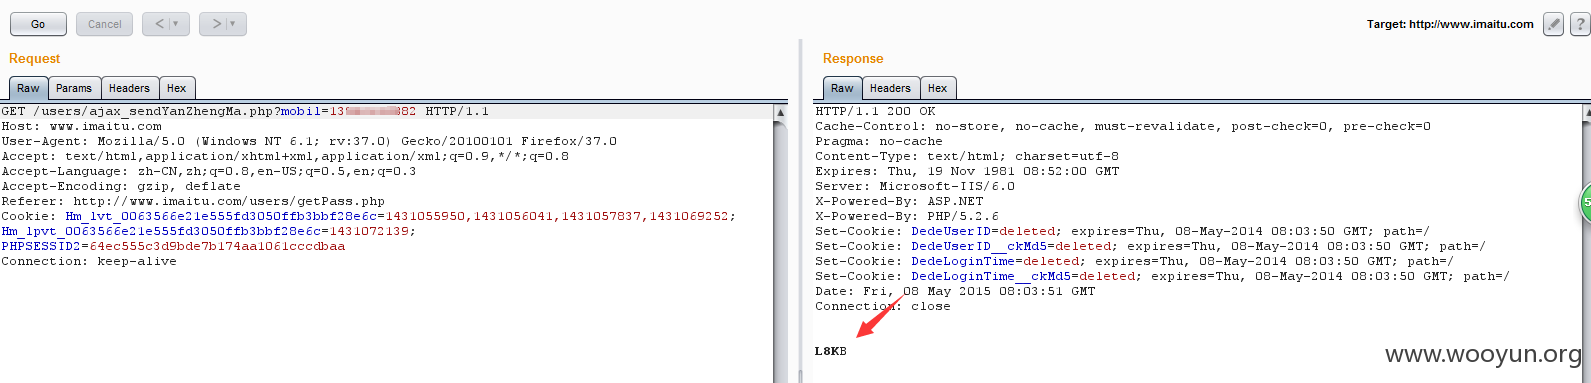 Go
Cancel
<
>
Target: http://www.imaitu.com
?
Request
Raw
Params
Headers
Hex
GET /users/ajax_sendYanZhengMa.php?mobil=13 882 HTTP/1.1
Host: www.imaitu.com
User-Agent: Mozilla/5.0 (Windows NT 6.1; rv:37.0) Gecko/20100101 Firefox/37.0
Accept: text/html,application/xhtml+xml,application/xml;q=0.9,*/*;q=0.8
Accept-Language: zh-CN,zh;q=0.8,en-US;q=0.5,en;q=0.3
Accept-Encoding: gzip, deflate
Referer: http://www.imaitu.com/users/getPass.php
Cookie: Hm_lvt_0063566e21e555fd3050ffb3bbf28e6c=1431055950,1431056041,1431057837,1431069252;
Hm_lpvt_0063566e21e555fd3050ffb3bbf28e6c=1431072139;
PHPSESSID2=64ec555c3d9bde7b174aa1061cccdbaa
Connection: keep-alive
Response
Raw
Headers
Hex
HTTP/1.1 200 OK
Cache-Control: no-store, no-cache, must-revalidate, post-check=0, pre-check=0
Pragma: no-cache
Content-Type: text/html; charset=utf-8
Expires: Thu, 19 Nov 1981 08:52:00 GMT
Server: Microsoft-IIS/6.0
X-Powered-By: ASP.NET
X-Powered-By: PHP/5.2.6
Set-Cookie: DedeUserID=deleted; expires=Thu, 08-May-2014 08:03:50 GMT; path=/
Set-Cookie: DedeUserID__ckMd5=deleted; expires=Thu, 08-May-2014 08:03:50 GMT; path=/
Set-Cookie: DedeLoginTime=deleted; expires=Thu, 08-May-2014 08:03:50 GMT; path=/
Set-Cookie: DedeLoginTime__ckMd5=deleted; expires=Thu, 08-May-2014 08:03:50 GMT; path=/
Date: Fri, 08 May 2015 08:03:51 GMT
Connection: close
L8KB
www.wooyun.org
5